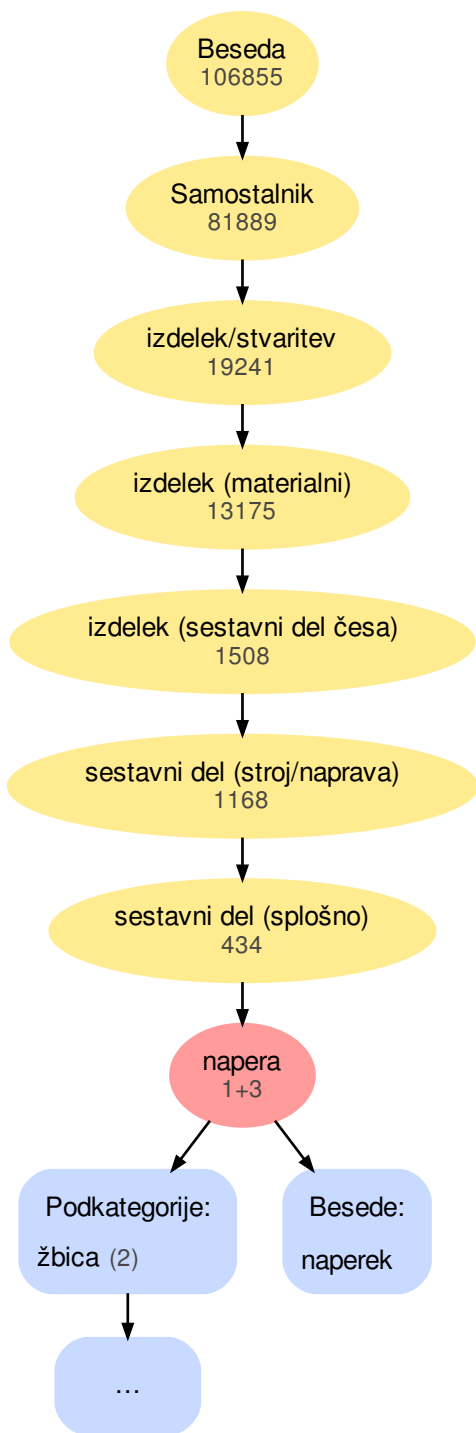 Beseda
106855
Samostalnik
81889
izdelek/stvaritev
19241
izdelek (materialni)
13175
izdelek (sestavni del česa)
1508
sestavni del (stroj/naprava)
1168
sestavni del (splošno)
434
napera
1+3
Podkategorije:
žbica (2)
Besede:
naperek
...